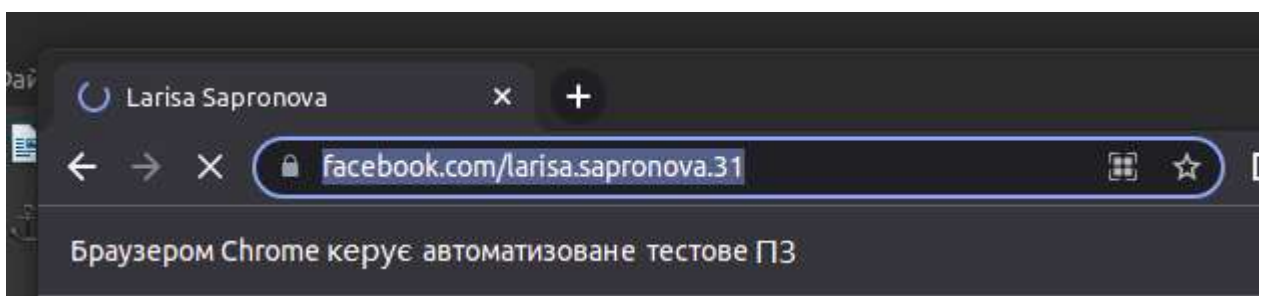 Larisa Sapronova
facebook.com/larisa.sapronova.31
Браузером Chrome керує автоматизоване тестове ПЗ